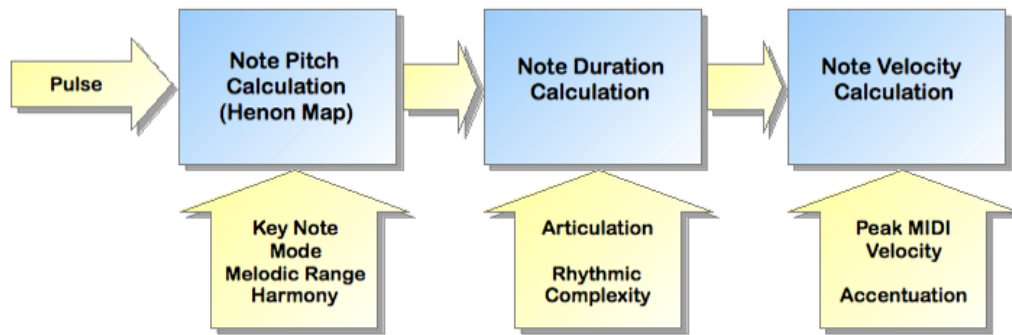 Pulse
Note Pitch
Calculation
(Henon Map)
Note Duration
Calculation
Note Velocity
Calculation
Key Note
Mode
Melodic Range
Harmony
Articulation
Rhythmic
Complexity
Peak MIDI
Velocity
Accentuation